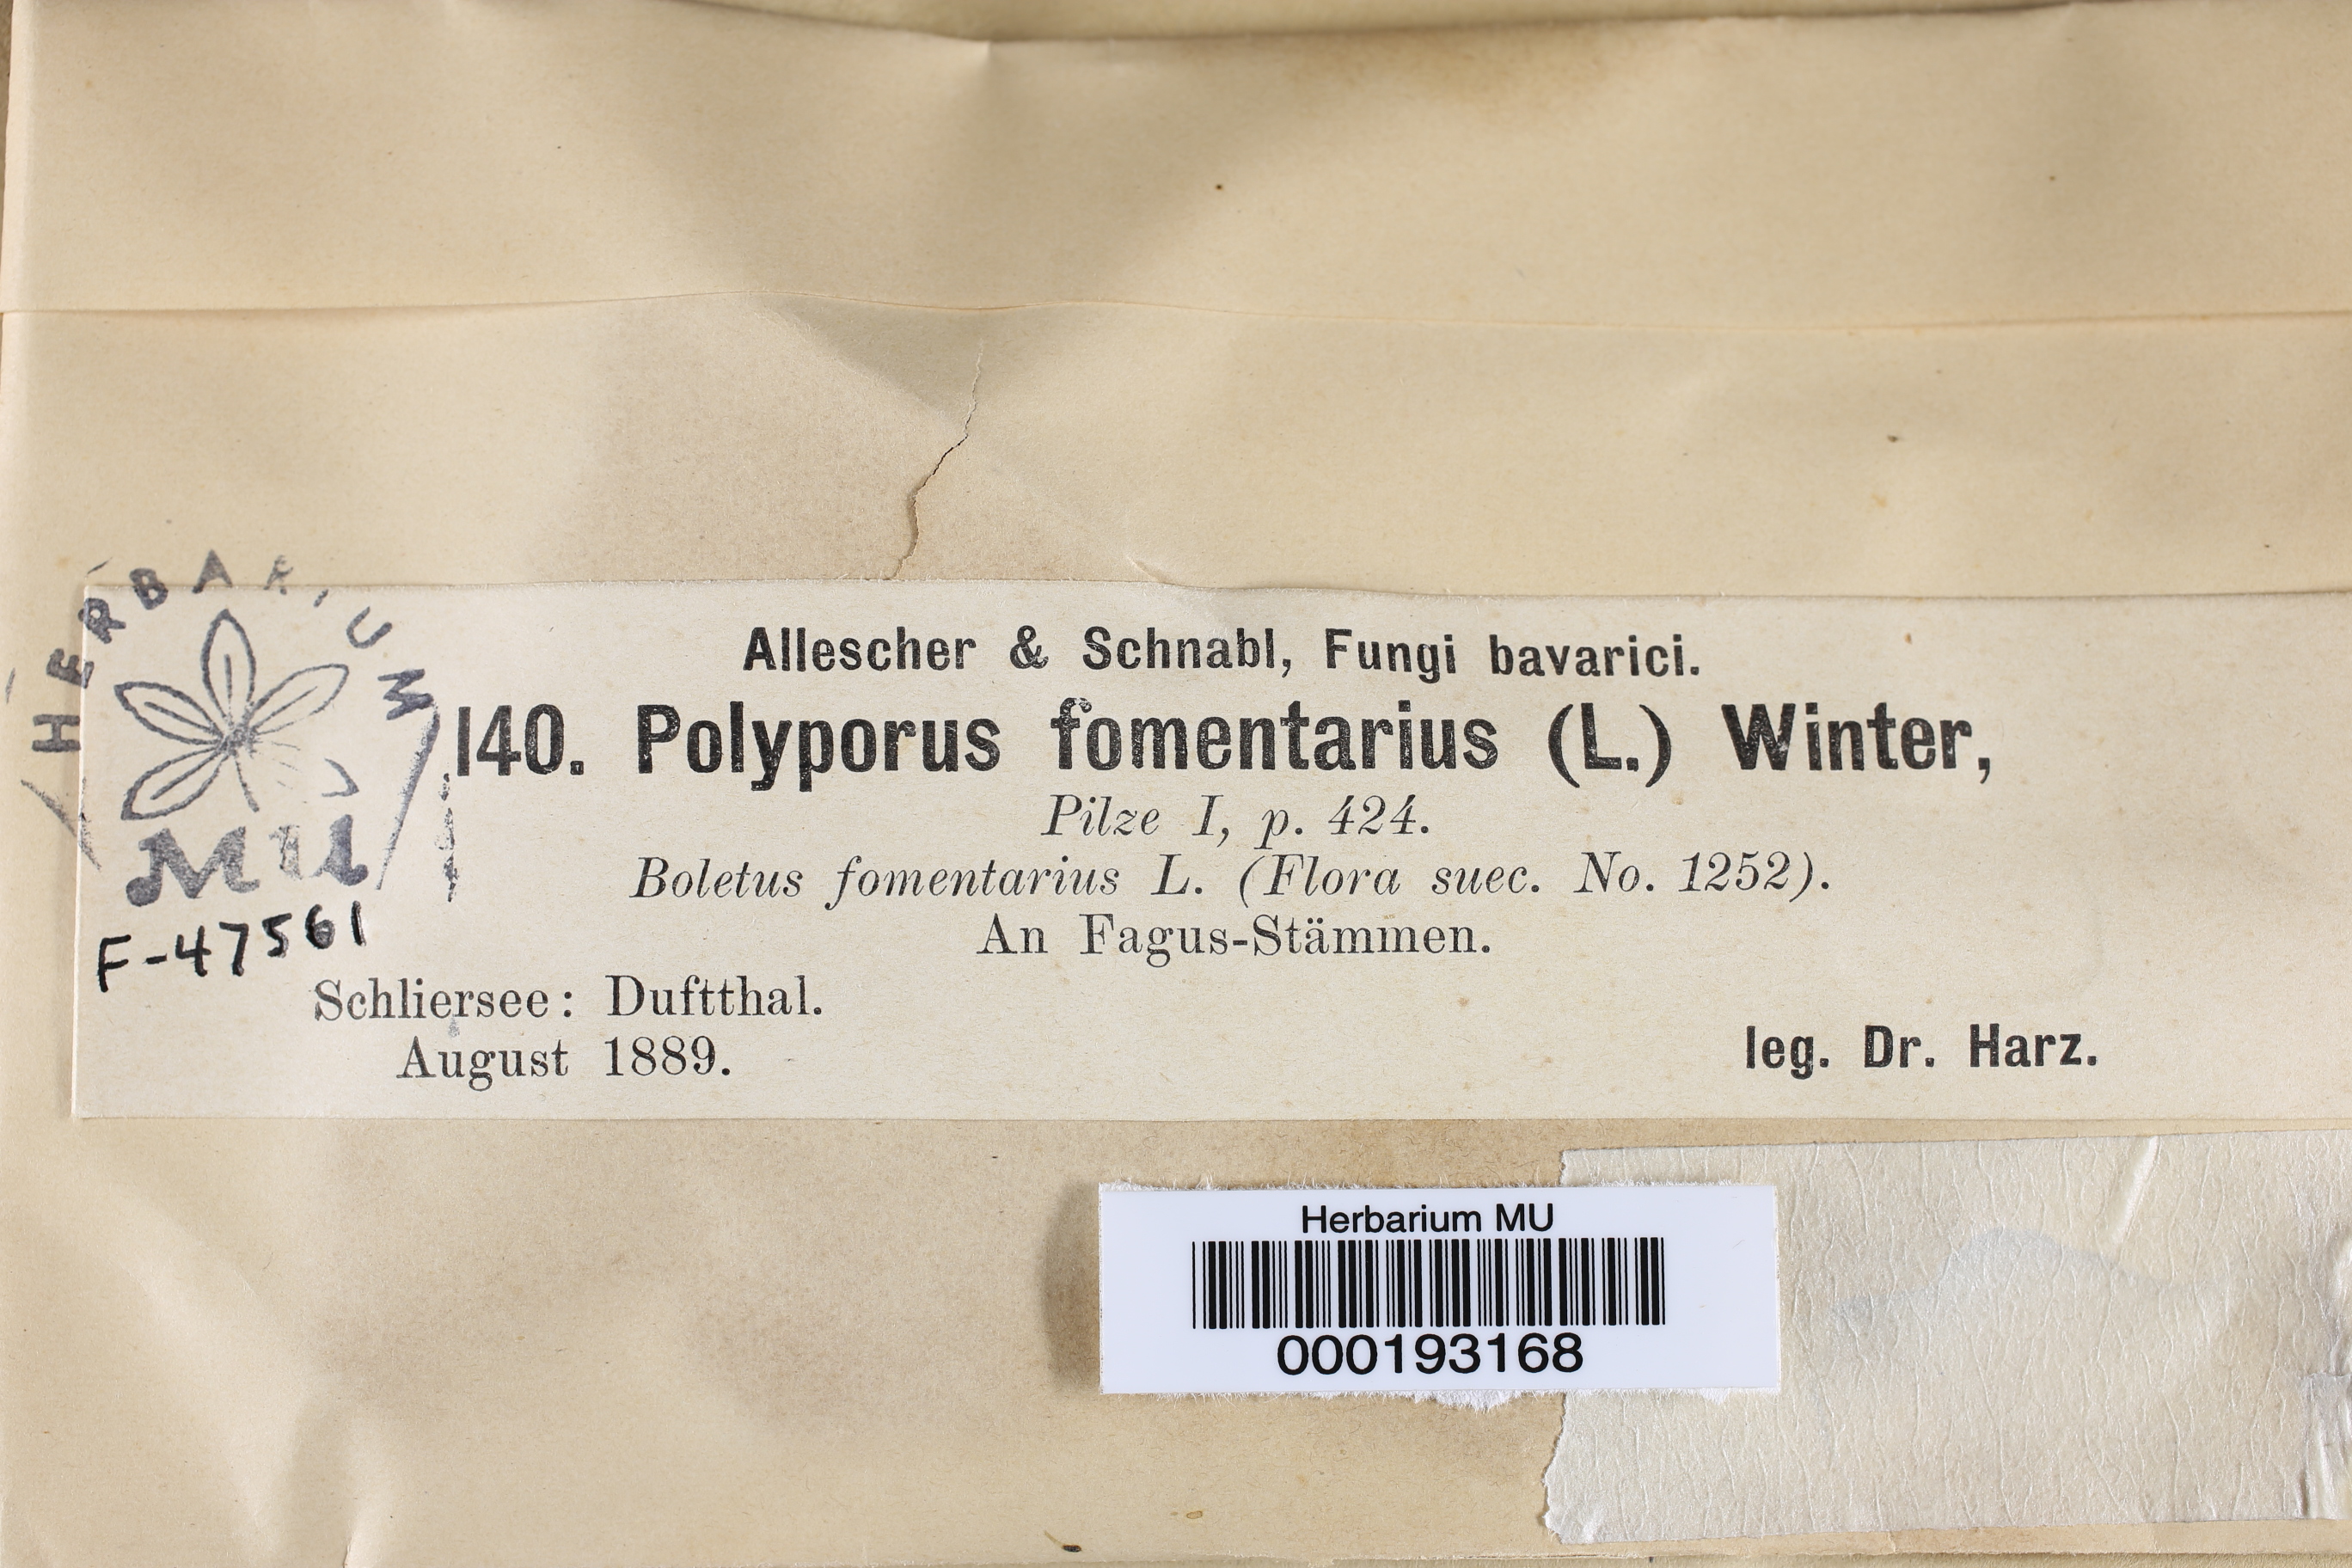 HERBARIUM
MU
F-47561
Allescher & Schnabl, Fungi bavarici.
140. Polyporus fomentarius (L.) Winter,
Pilze I, p. 424.
Boletus fomentarius L. (Flora suec. No. 1252).
An Fagus-Stämmen.
Schliersee: Duftthal.
August 1889.
leg. Dr. Harz.
Herbarium MU
000193168